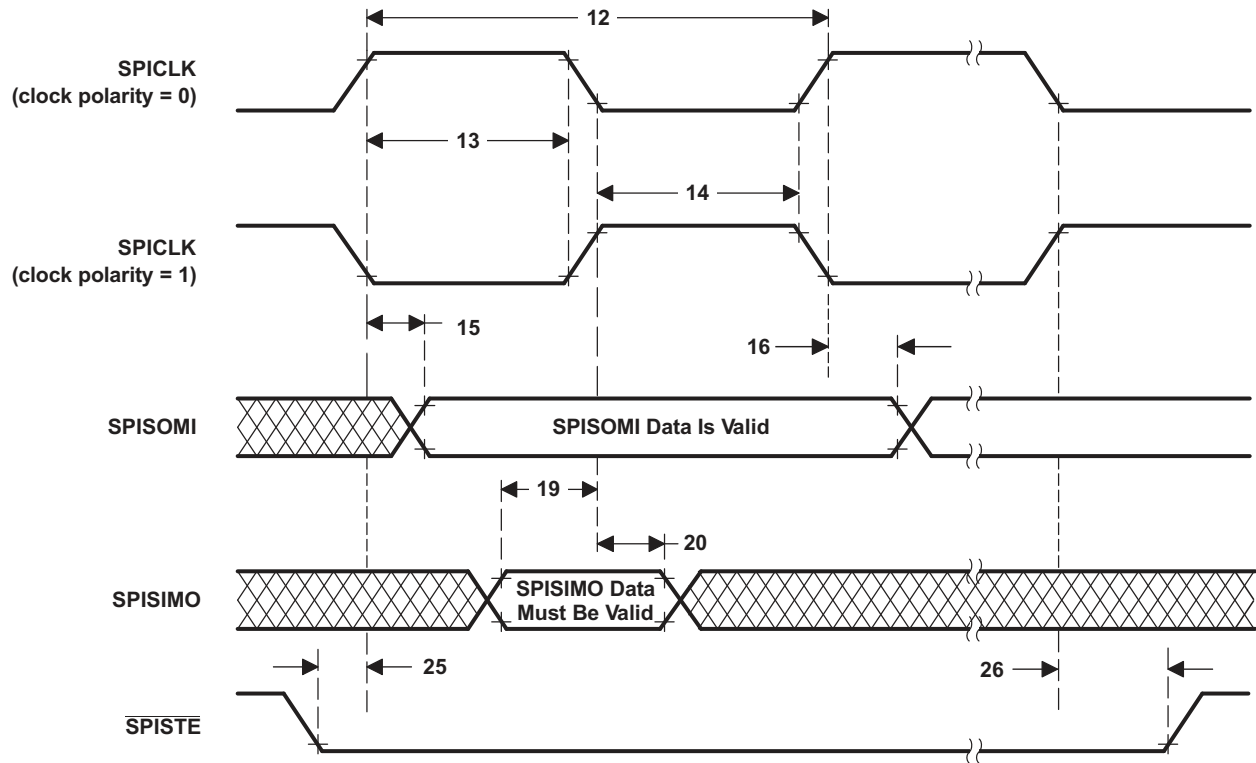 12
SPICLK
(clock polarity = 0)
13
14
SPICLK
(clock polarity = 1)
15
16
SPISOMI
SPISOMI Data Is Valid
19
20
SPISIMO
SPISIMO Data
Must Be Valid
25
26
SPISTE